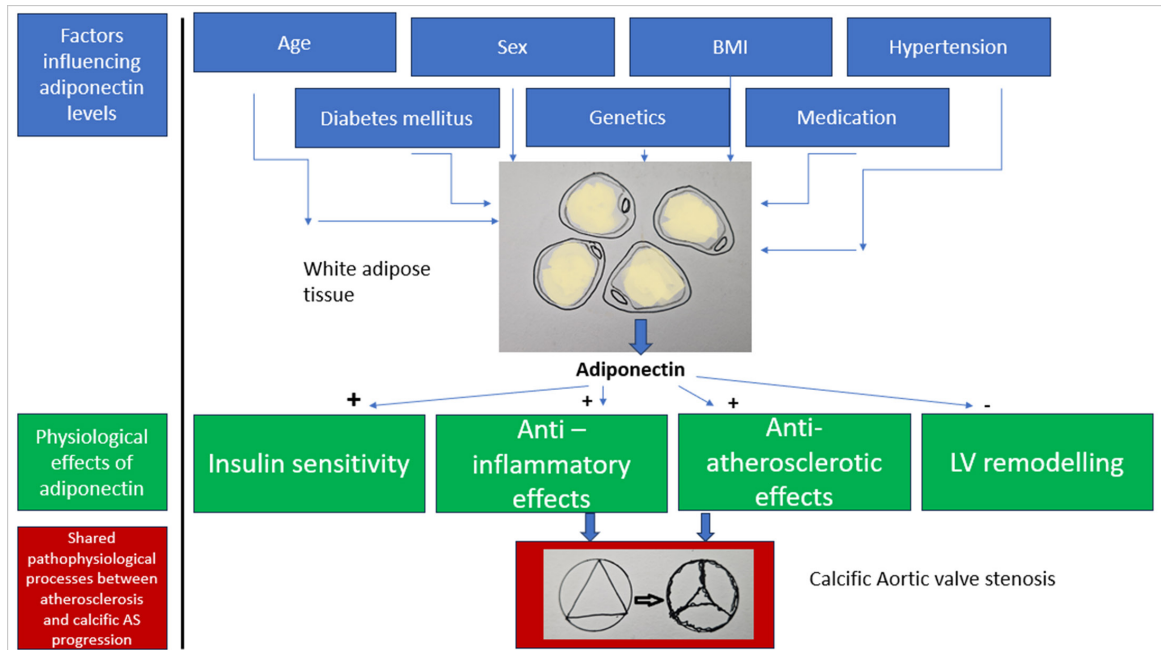 Factors
influencing
adiponectin
levels
Age
Sex
BMI
Hypertension
Diabetes mellitus
Genetics
Medication
White adipose
tissue
Adiponectin
+
+
+
-
Physiological
effects of
adiponectin
Insulin sensitivity
Anti –
inflammatory
effects
Anti-
atherosclerotic
effects
LV remodelling
Shared
pathophysiological
processes between
atherosclerosis
and calcific AS
progression
Calcific Aortic valve stenosis